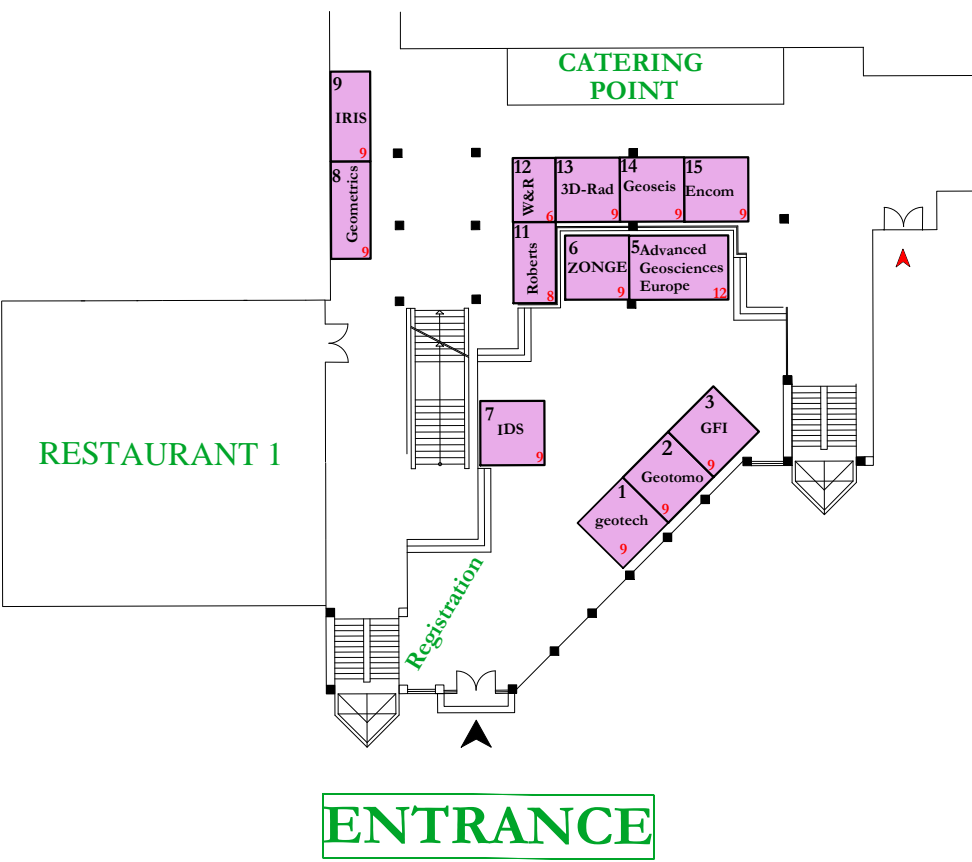 CATERING
POINT
9
IRIS
9
8
Geometrics
9
12
W&R
6
13
3D-Rad
9
14
Geoseis
9
15
Encom
9
11
Roberts
8
6
ZONGE
9
5
Advanced
Geosciences
Europe
12
7
IDS
9
3
GFI
9
2
Geotomo
9
1
geotech
9
RESTAURANT 1
Registration
ENTRANCE